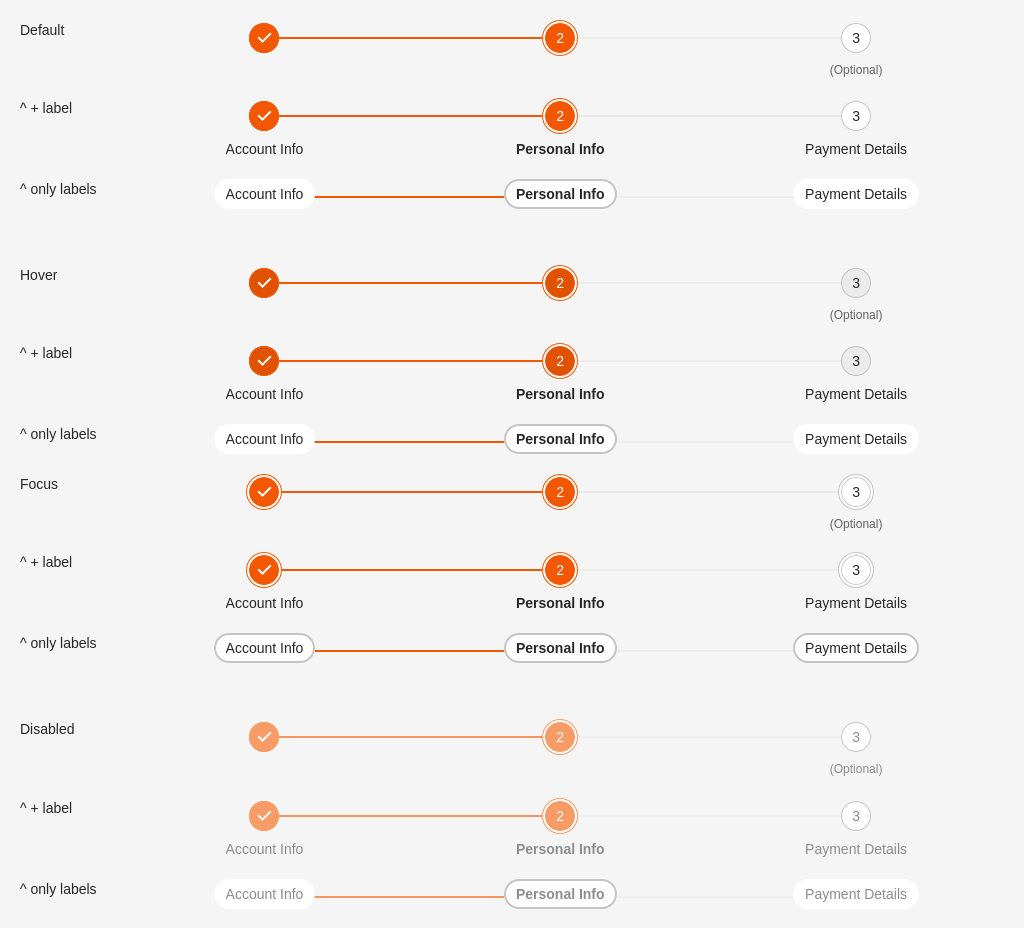 Default 2 3
(Optional)
^ + label 2 3
Account Info Personal Info Payment Details
^ only labels Account Info Personal Info Payment Details
Hover 2 3
(Optional)
^ + label 2 3
Account Info Personal Info Payment Details
^ only labels Account Info Personal Info Payment Details
Focus 2 3
(Optional)
^ + label 2 3
Account Info Personal Info Payment Details
^ only labels Account Info Personal Info Payment Details
Disabled 2 3
(Optional)
^ + label 2 3
Account Info Personal Info Payment Details
^ only labels Account Info Personal Info Payment Details